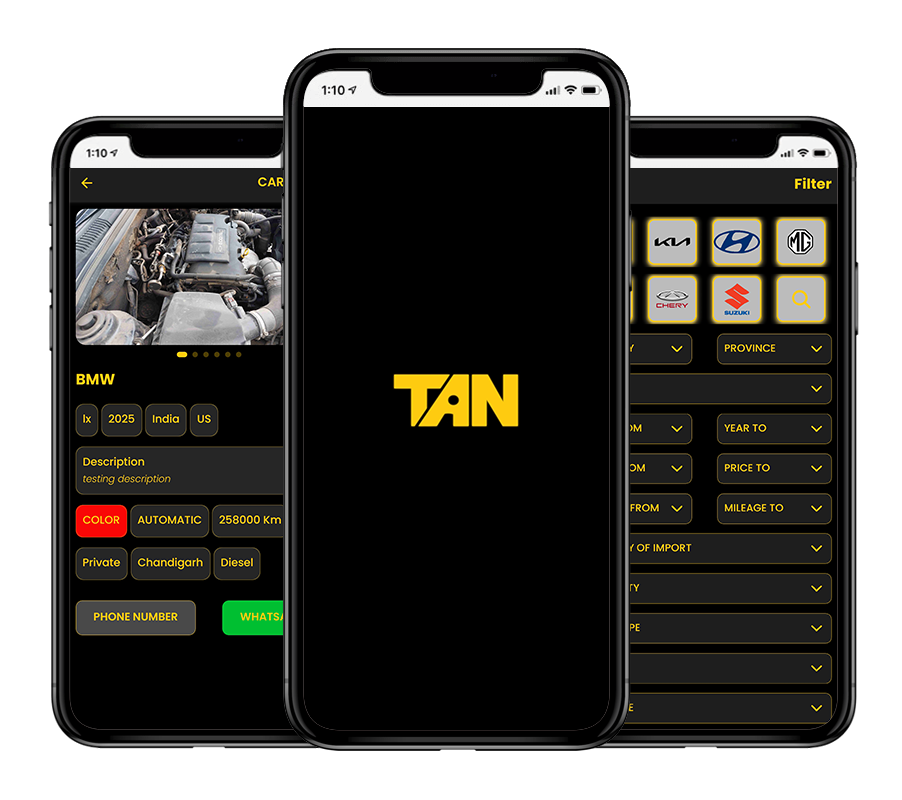 1:10
CAR
BMW
lx 2025 India US
Description
testing description
COLOR AUTOMATIC 258000 Km
Private Chandigarh Diesel
PHONE NUMBER WHATSA
1:10
TAN
Filter
KIA MG
CHERY SUZUKI
Y PROVINCE
OM YEAR TO
OM PRICE TO
FROM MILEAGE TO
Y OF IMPORT
TY
PE
E